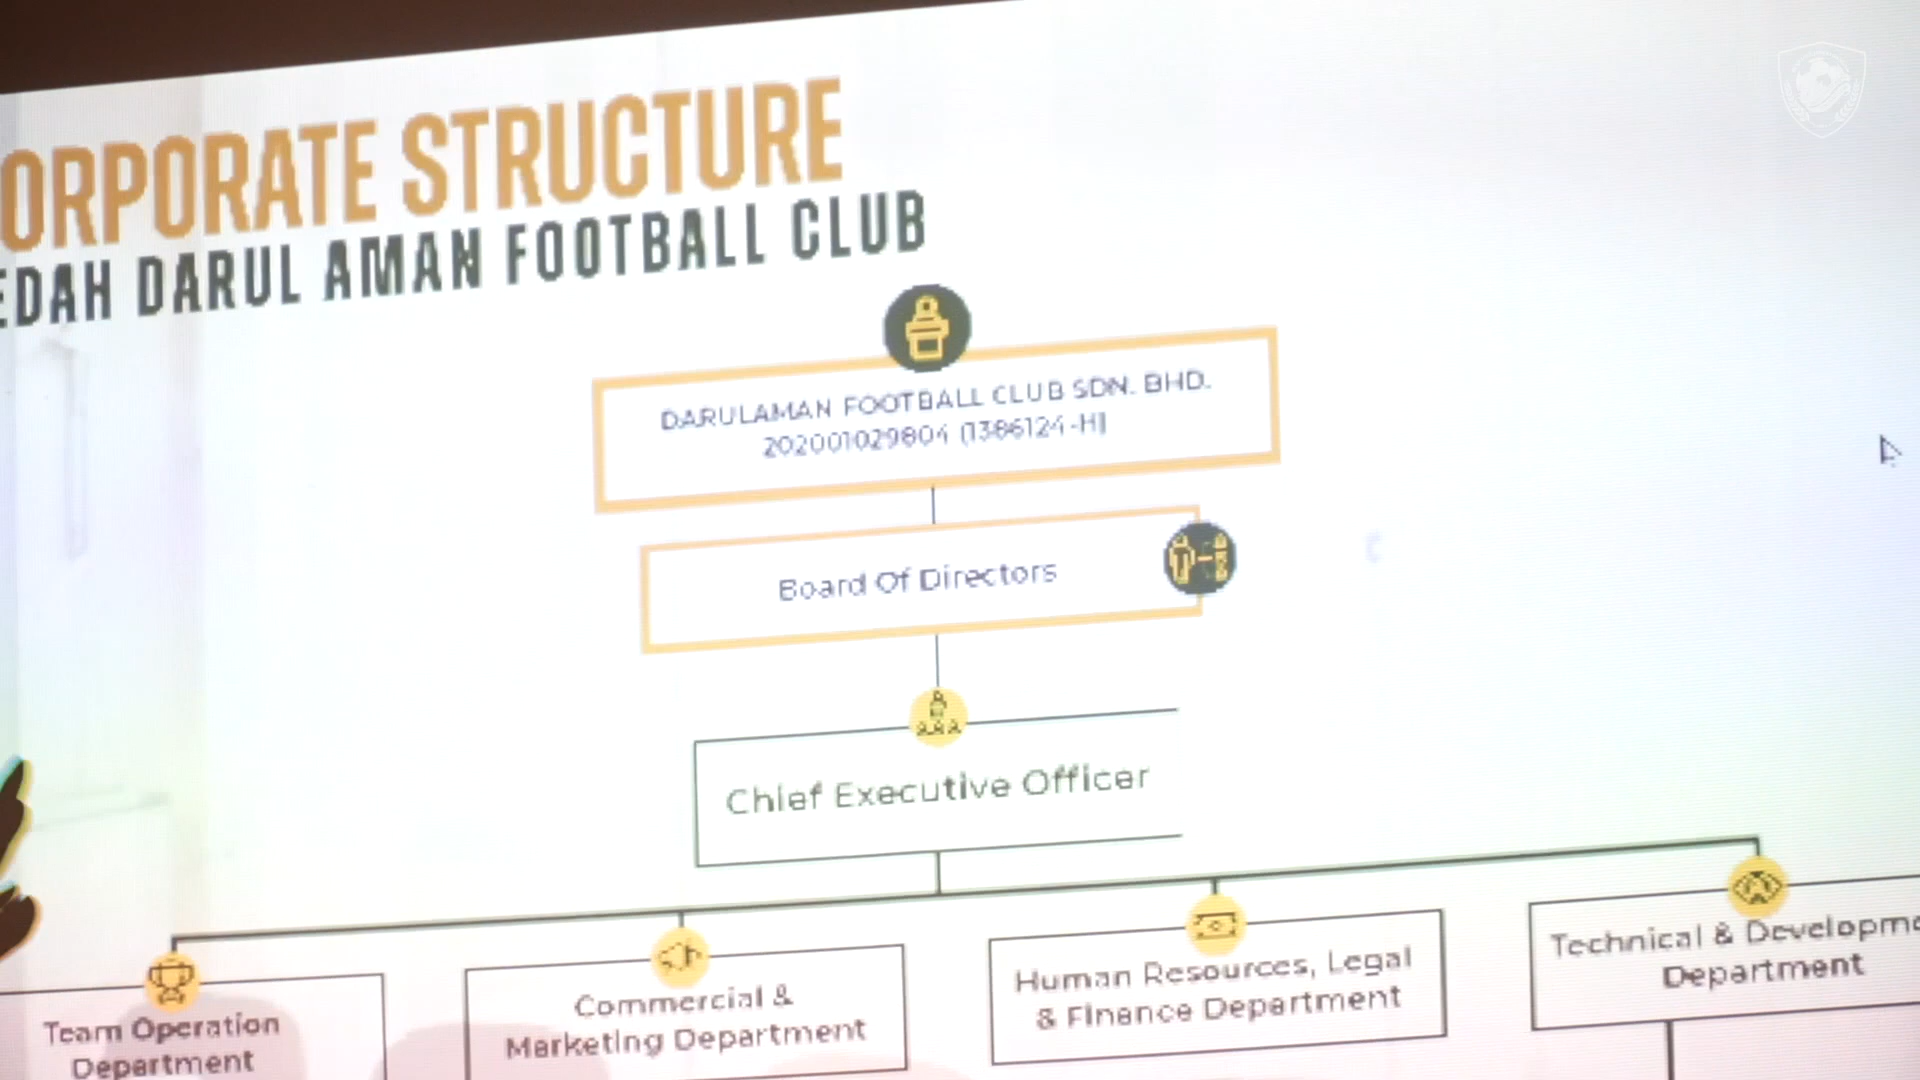 ORPORATE STRUCTURE
EDAH DARUL AMAN FOOTBALL CLUB
DARULAMAN FOOTBALL CLUB SDN. BHD.
202001029804 (1386124-H)
Board Of Directors
Chief Executive Officer
Team Operation
Department
Commercial &
Marketing Department
Human Resources, Legal
& Finance Department
Technical & Developme
Department